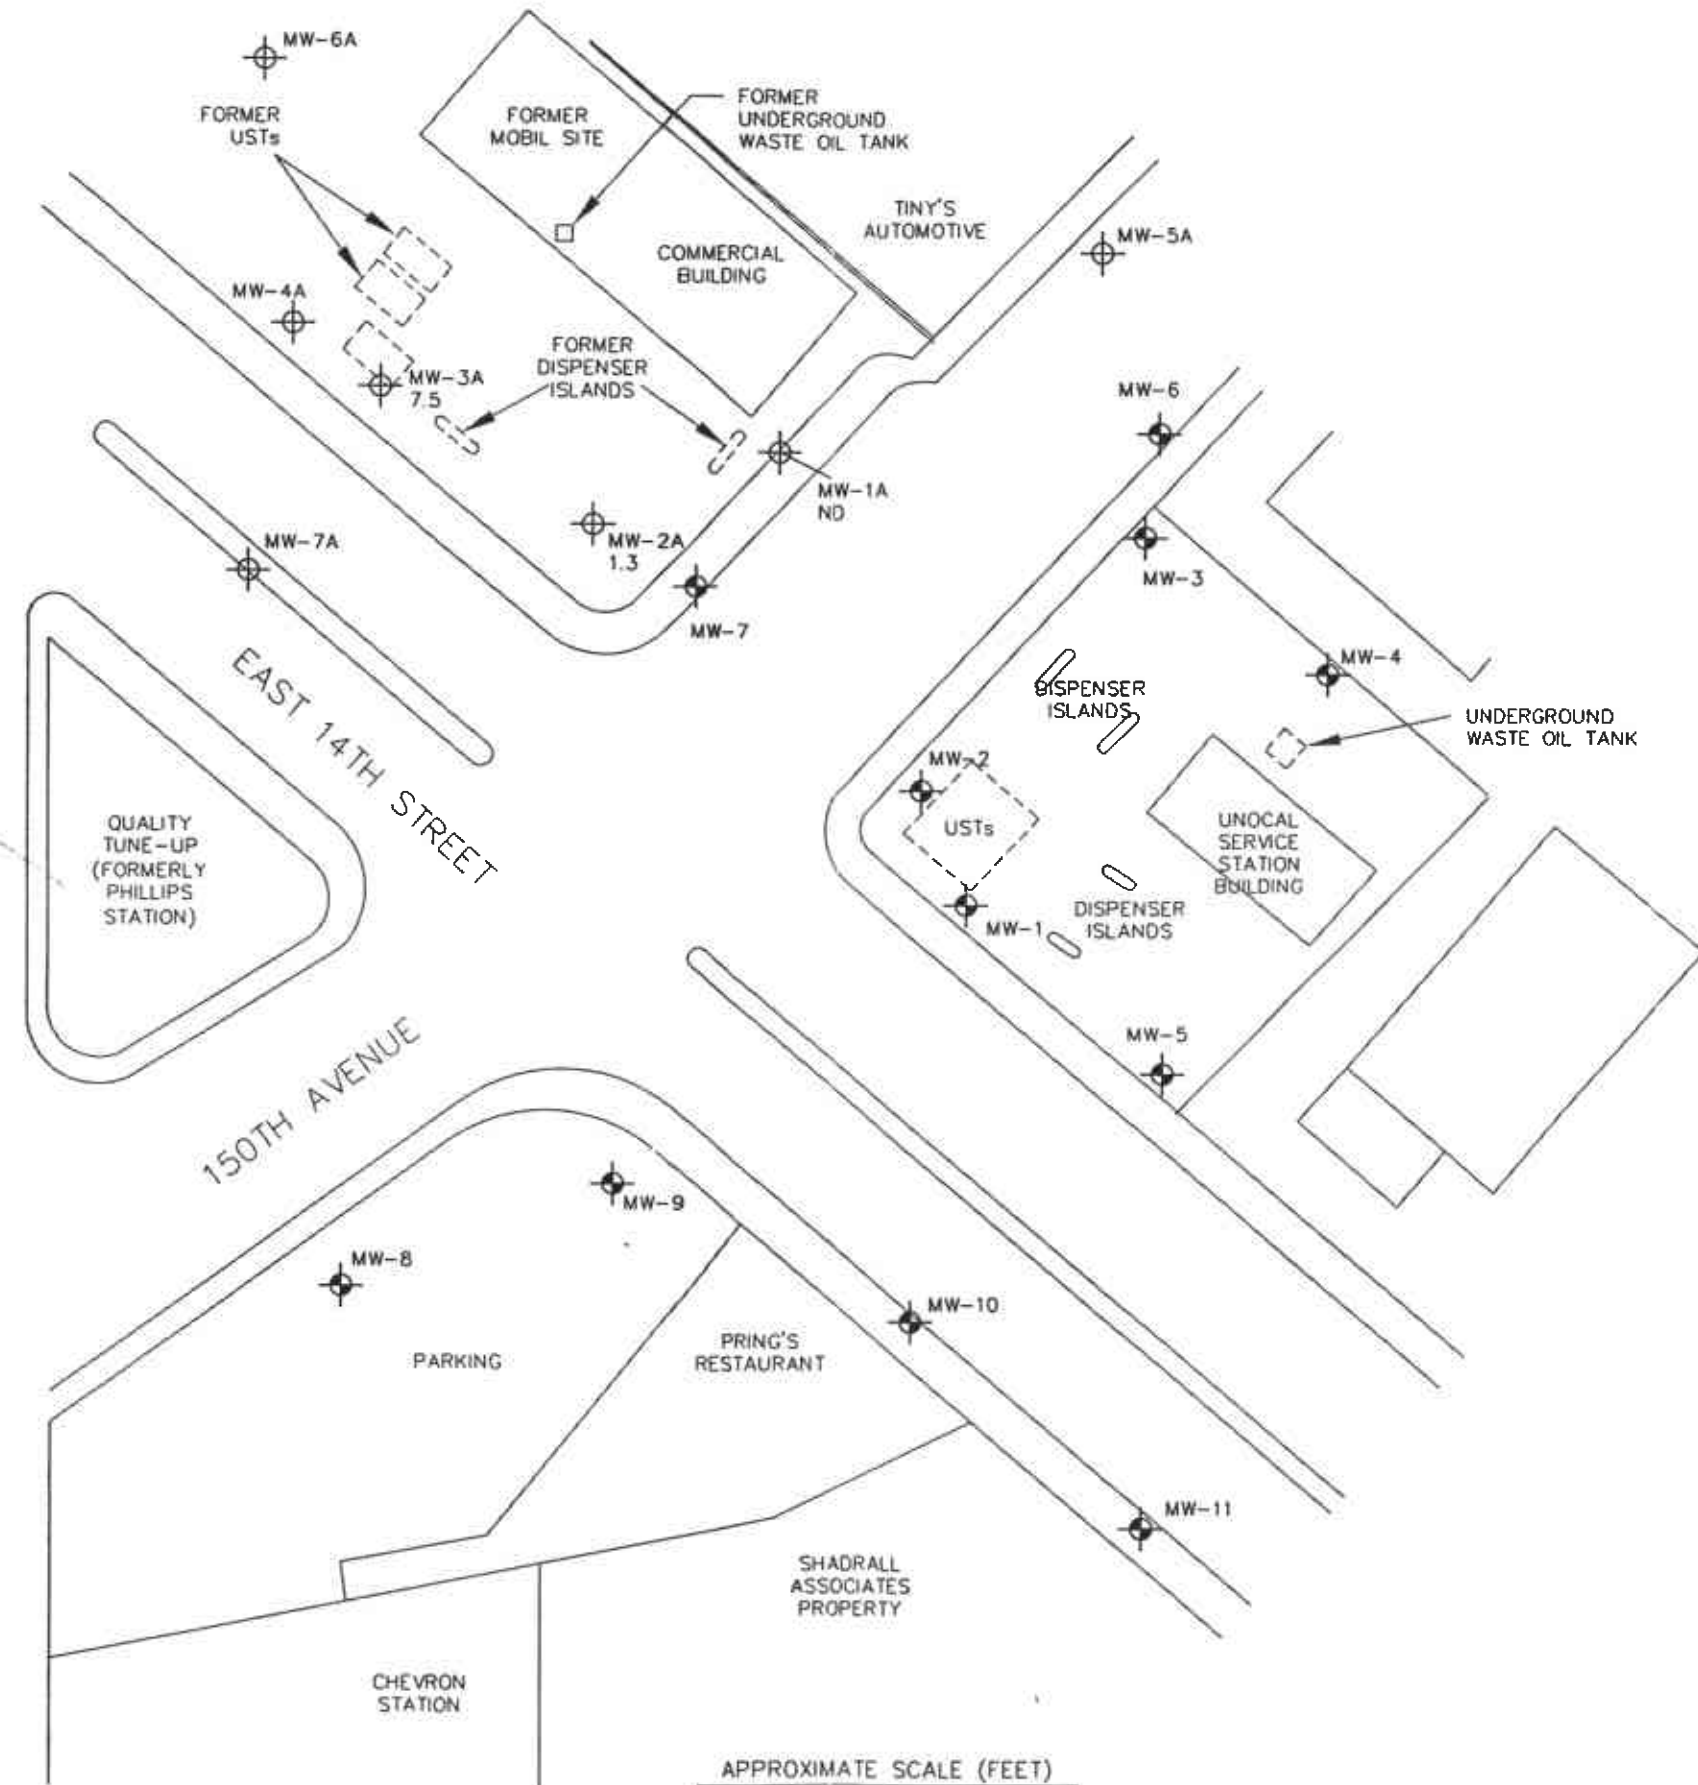 MW-6A
FORMER
USTs
FORMER
MOBIL SITE
FORMER
UNDERGROUND
WASTE OIL TANK
TINY'S
AUTOMOTIVE
MW-5A
COMMERCIAL
BUILDING
MW-4A
FORMER
DISPENSER
ISLANDS
MW-3A
7.5
MW-6
MW-1A
ND
MW-7A
MW-2A
1.3
MW-3
MW-7
MW-4
EAST 14TH STREET
DISPENSER
ISLANDS
UNDERGROUND
WASTE OIL TANK
MW-2
USTs
UNOCAL
SERVICE
STATION
BUILDING
QUALITY
TUNE-UP
(FORMERLY
PHILLIPS
STATION)
MW-1
DISPENSER
ISLANDS
MW-5
150TH AVENUE
MW-9
MW-8
MW-10
PARKING
PRING'S
RESTAURANT
MW-11
SHADRALL
ASSOCIATES
PROPERTY
CHEVRON
STATION
APPROXIMATE SCALE (FEET)